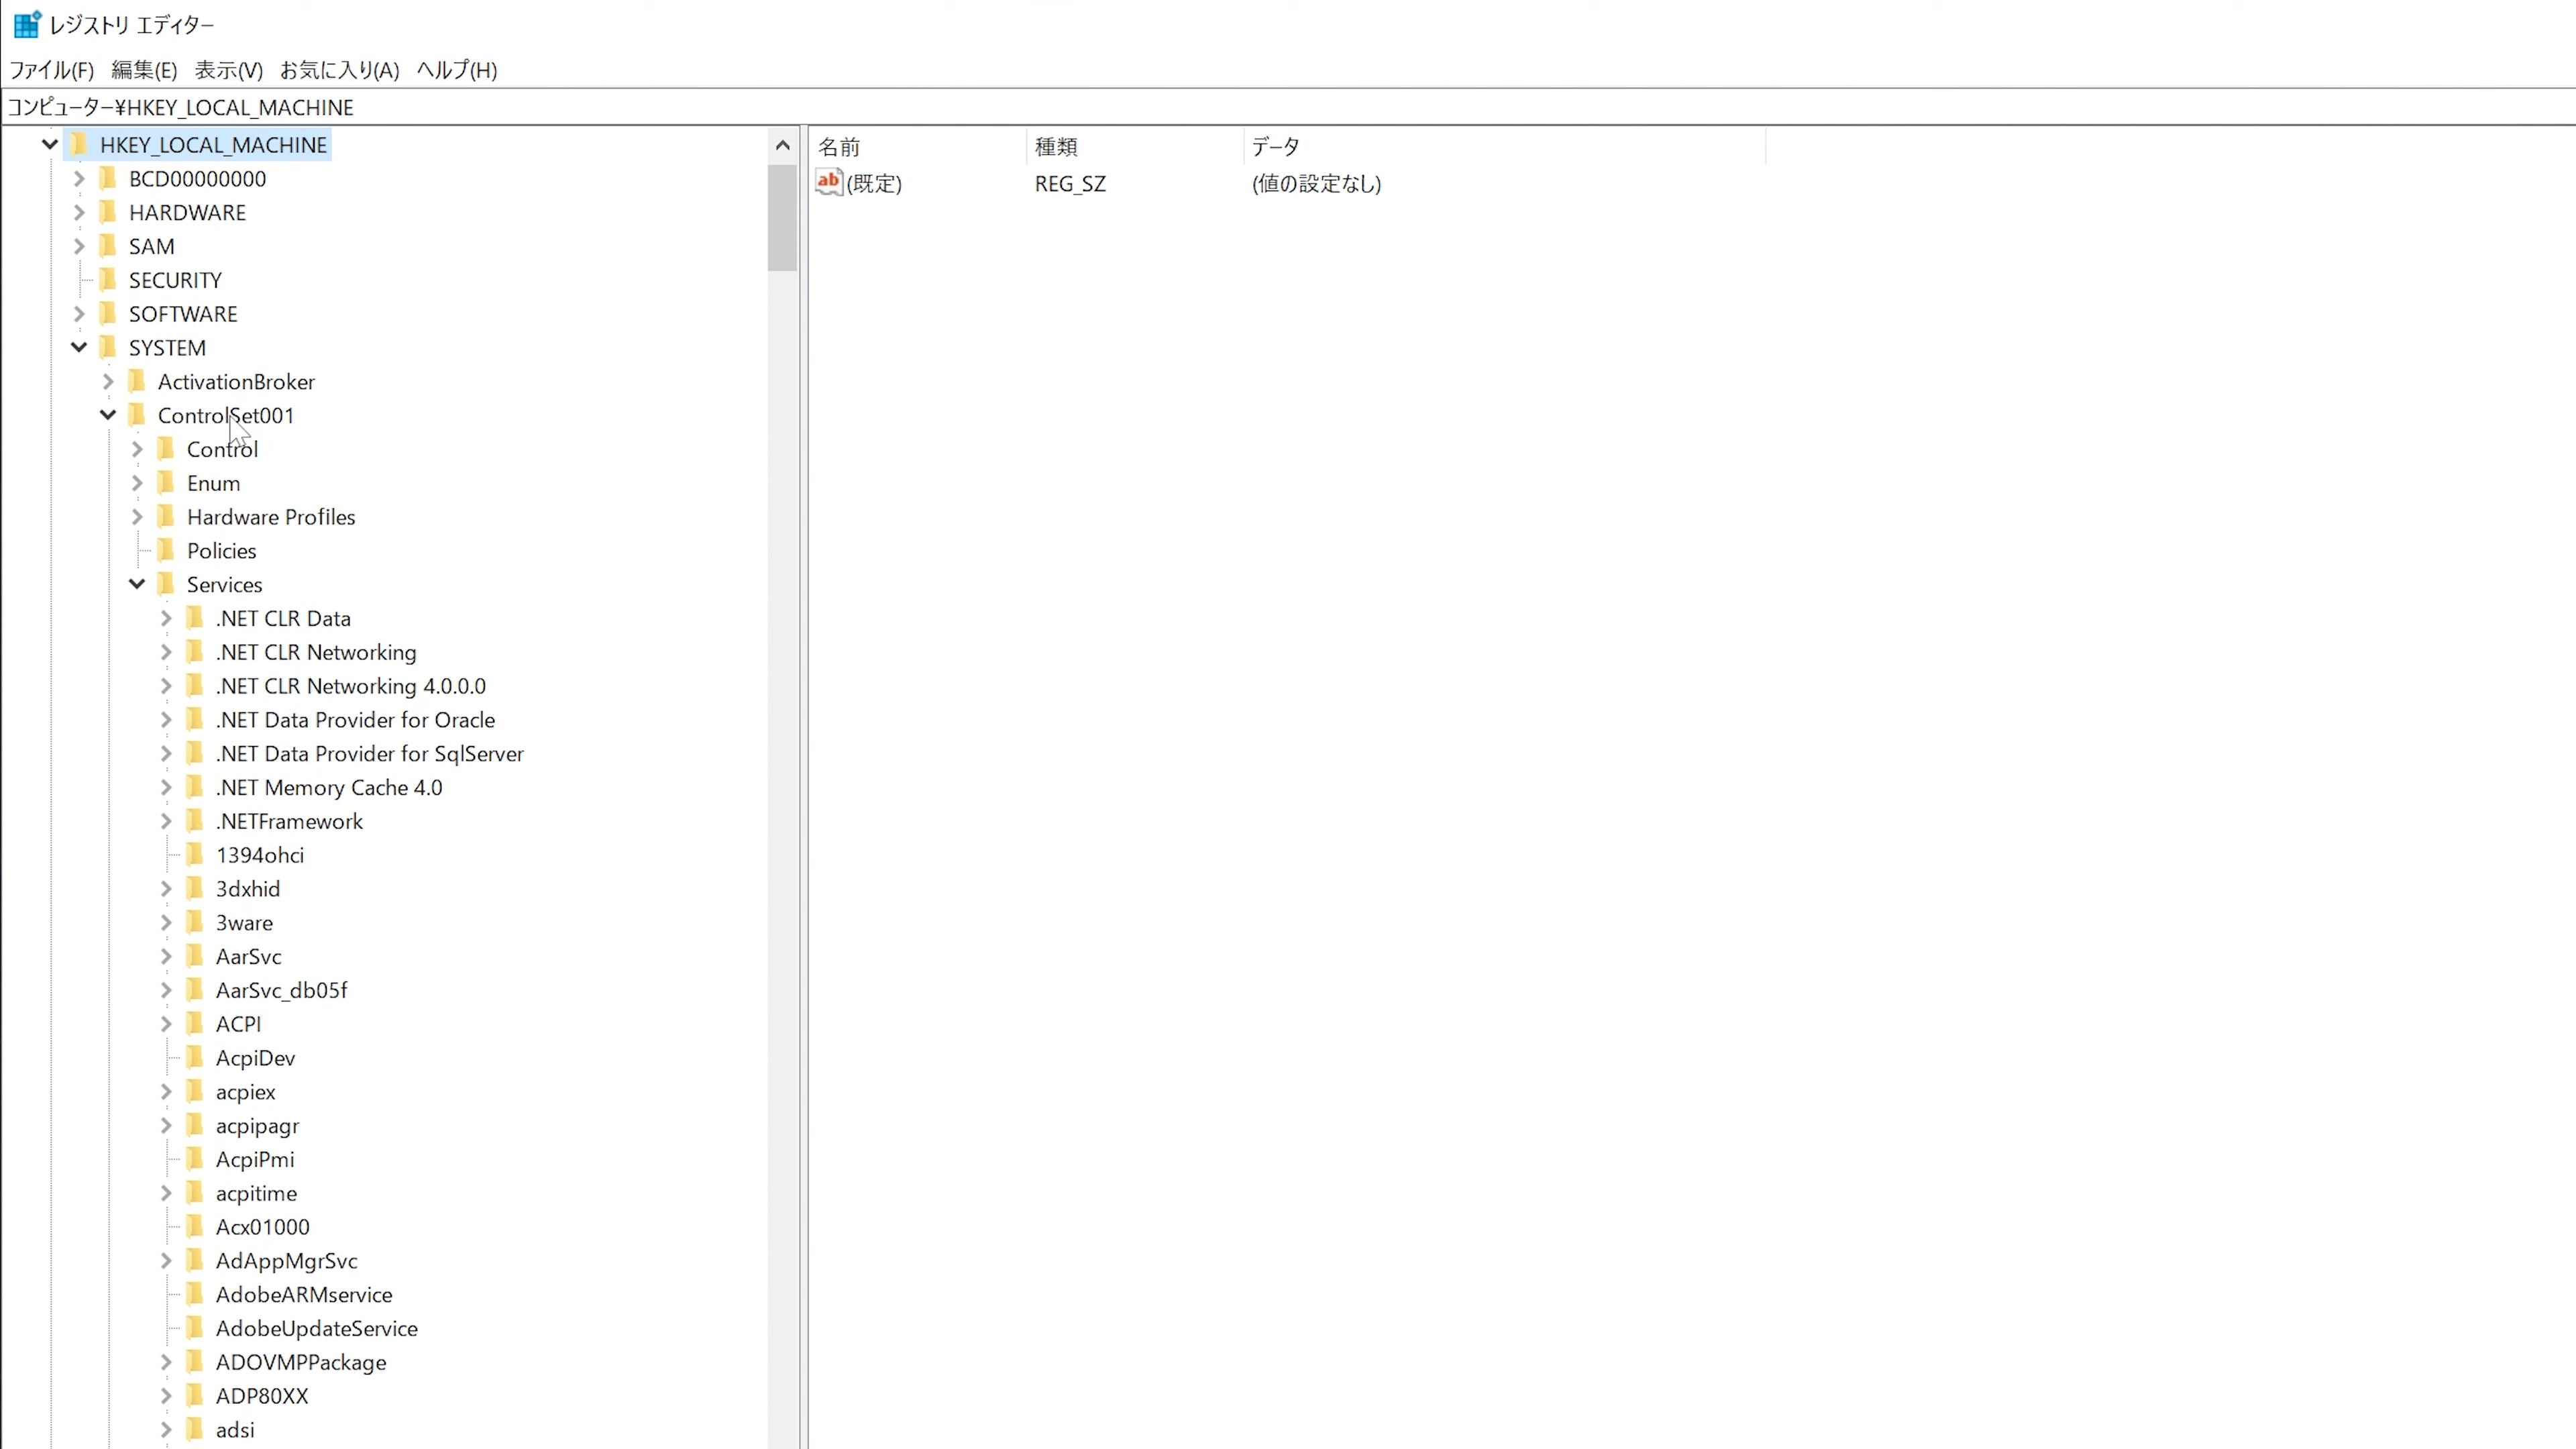 レジストリ エディター
ファイル(F) 編集(E) 表示(V) お気に入り(A) ヘルプ(H)
コンピューター¥HKEY_LOCAL_MACHINE
HKEY_LOCAL_MACHINE
BCD00000000
HARDWARE
SAM
SECURITY
SOFTWARE
SYSTEM
ActivationBroker
ControlSet001
Control
Enum
Hardware Profiles
Policies
Services
.NET CLR Data
.NET CLR Networking
.NET CLR Networking 4.0.0.0
.NET Data Provider for Oracle
.NET Data Provider for SqlServer
.NET Memory Cache 4.0
.NETFramework
1394ohci
3dxhid
3ware
AarSvc
AarSvc_db05f
ACPI
AcpiDev
acpiex
acpipagr
AcpiPmi
acpitime
Acx01000
AdAppMgrSvc
AdobeARMservice
AdobeUpdateService
ADOVMPPackage
ADP80XX
adsi
名前 種類 データ
ab (既定) REG_SZ (値の設定なし)